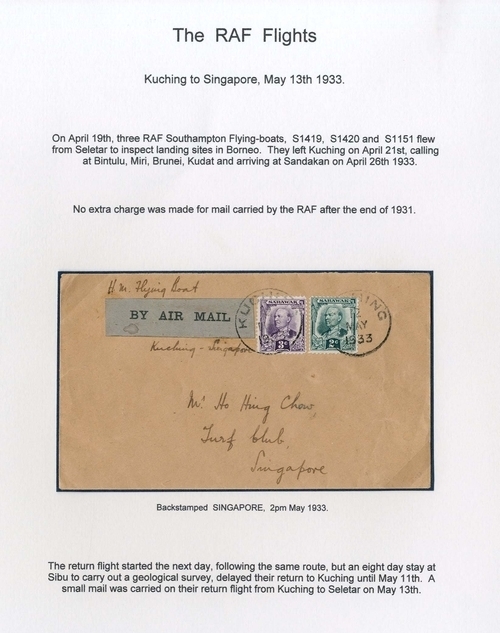 The RAF Flights
Kuching to Singapore, May 13th 1933.
On April 19th, three RAF Southampton Flying-boats, S1419, S1420 and S1151 flew
from Seletar to inspect landing sites in Borneo. They left Kuching on April 21st, calling
at Bintulu, Miri, Brunei, Kudat and arriving at Sandakan on April 26th 1933.
No extra charge was made for mail carried by the RAF after the end of 1931.
H.M. Flying Boat
BY AIR MAIL
Kuching - Singapore
KUCHING
SARAWAK
3c
SARAWAK
2c
KUCHING
12
MAY
1933
Mr Ho Hing Chow
Turf Club,
Singapore
Backstamped SINGAPORE, 2pm May 1933.
The return flight started the next day, following the same route, but an eight day stay at
Sibu to carry out a geological survey, delayed their return to Kuching until May 11th. A
small mail was carried on their return flight from Kuching to Seletar on May 13th.